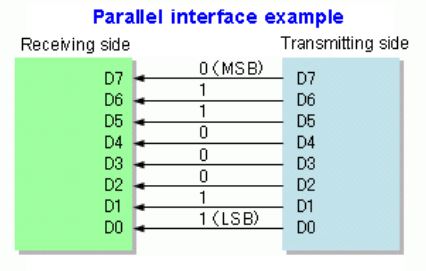 Parallel interface example
Receiving side Transmitting side
D7 0 (MSB) D7
D6 1 D6
D5 1 D5
D4 0 D4
D3 0 D3
D2 0 D2
D1 1 D1
D0 1 (LSB) D0